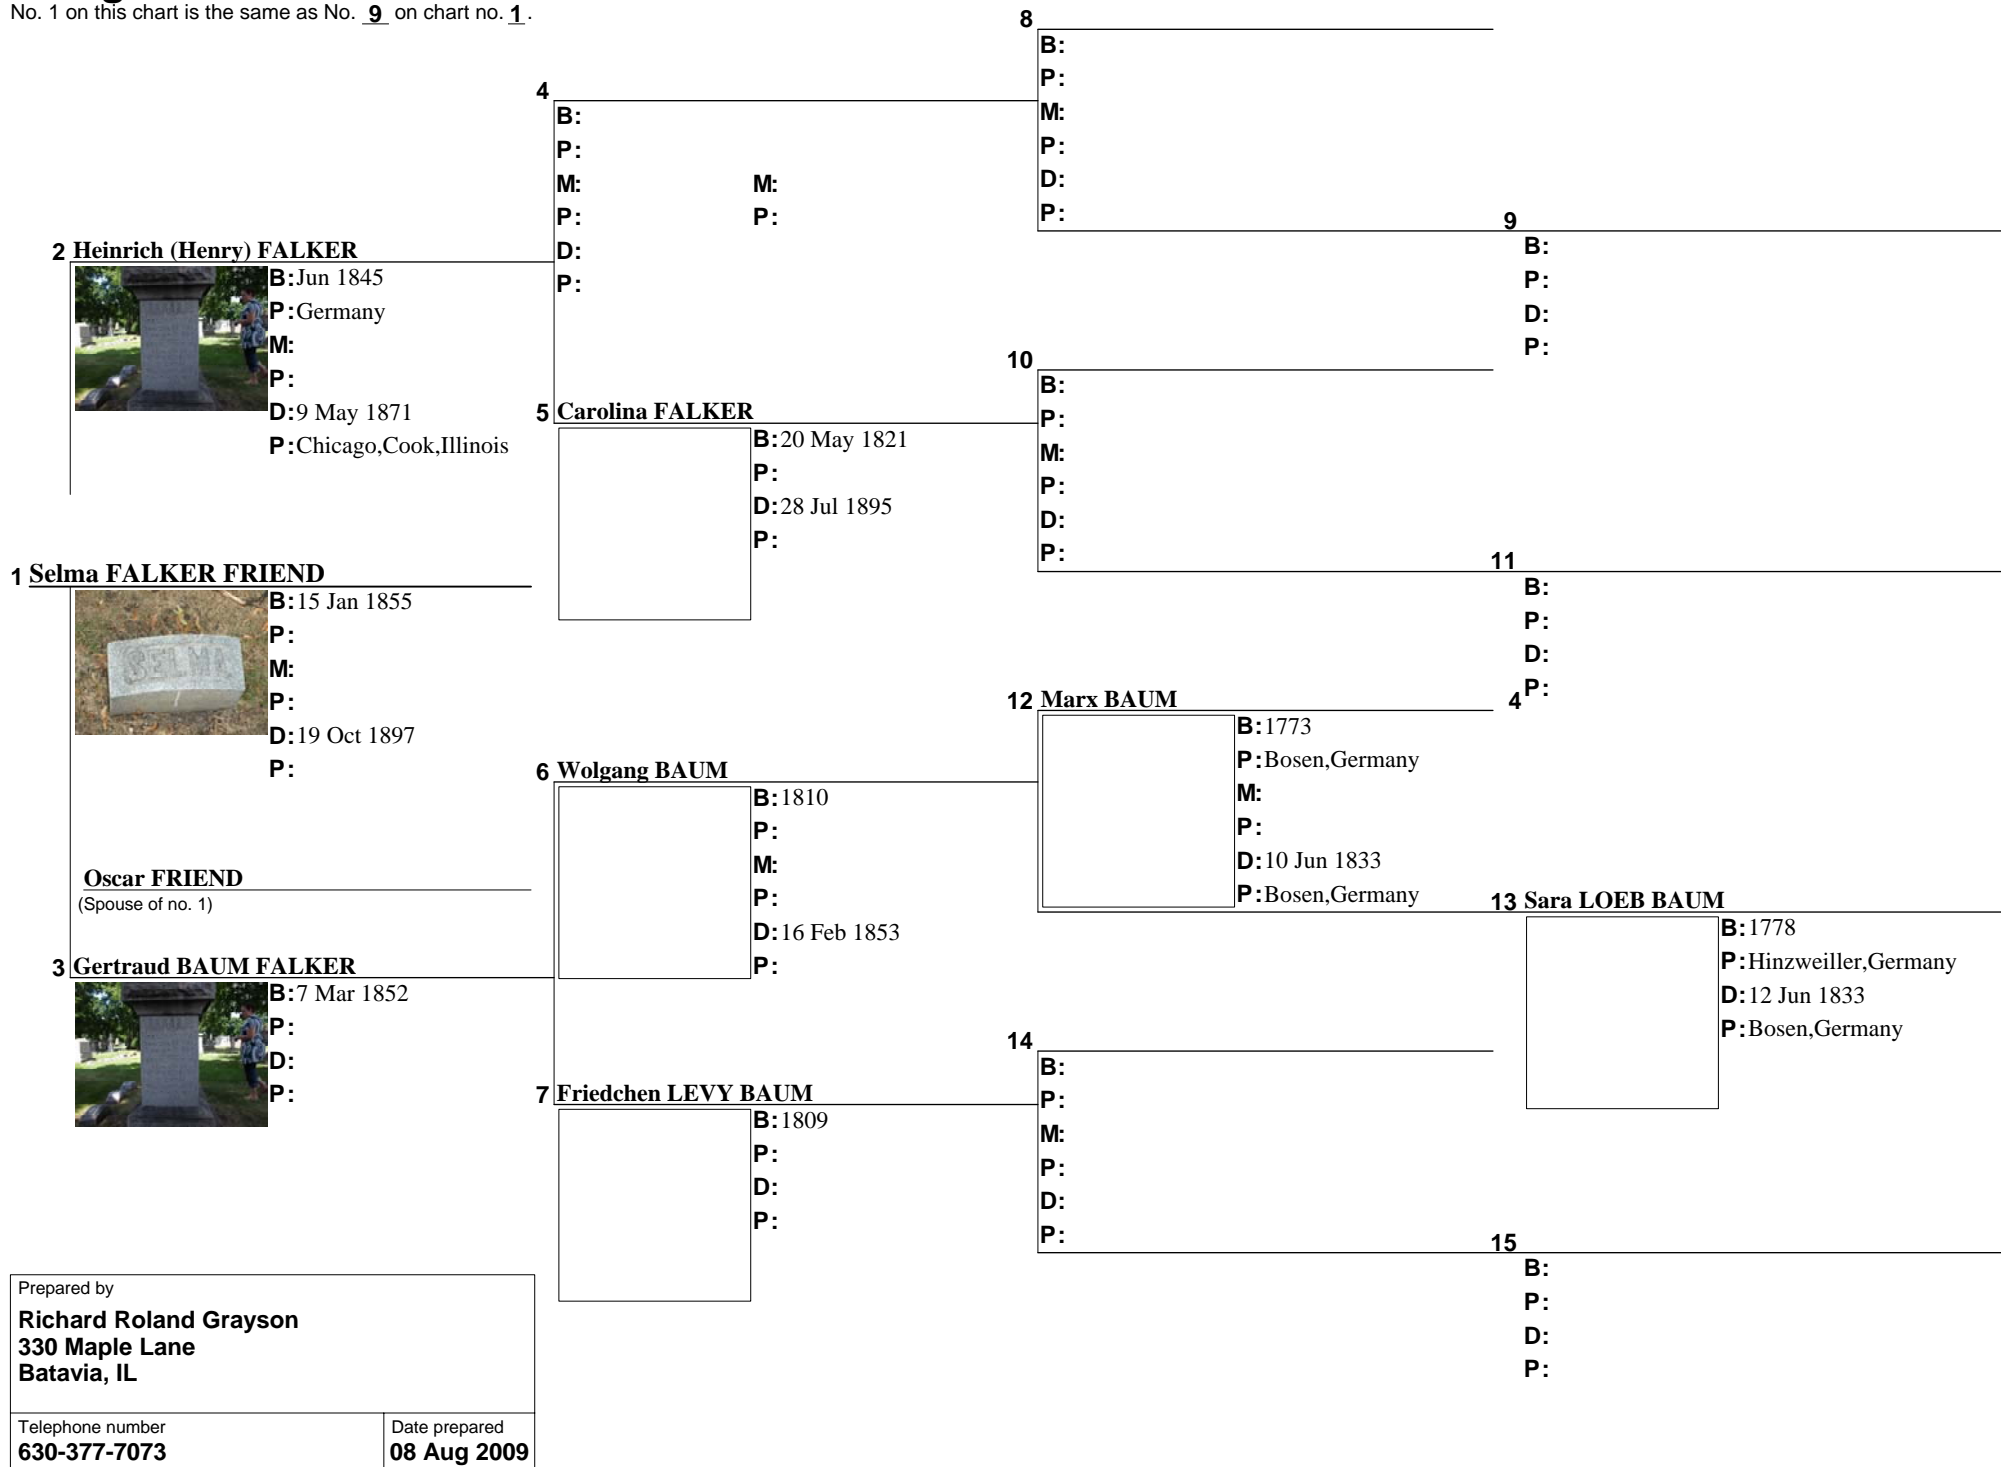 No. 1 on this chart is the same as No. 9 on chart no. 1.
8
B:
P:
M:
P:
D:
P:
4
B:
P:
M:
P:
D:
P:
M:
P:
9
B:
P:
D:
P:
2 Heinrich (Henry) FALKER
B:Jun 1845
P:Germany
M:
P:
D:9 May 1871
P:Chicago,Cook,Illinois
10
B:
P:
M:
P:
D:
P:
5 Carolina FALKER
B:20 May 1821
P:
D:28 Jul 1895
P:
11
B:
P:
D:
P:
1 Selma FALKER FRIEND
SELMA
B:15 Jan 1855
P:
M:
P:
D:19 Oct 1897
P:
12 Marx BAUM
4
B:1773
P:Bosen,Germany
M:
P:
D:10 Jun 1833
P:Bosen,Germany
6 Wolgang BAUM
B:1810
P:
M:
P:
D:16 Feb 1853
P:
Oscar FRIEND
(Spouse of no. 1)
13 Sara LOEB BAUM
B:1778
P:Hinzweiller,Germany
D:12 Jun 1833
P:Bosen,Germany
3 Gertraud BAUM FALKER
B:7 Mar 1852
P:
D:
P:
14
B:
P:
M:
P:
D:
P:
7 Friedchen LEVY BAUM
B:1809
P:
D:
P:
15
B:
P:
D:
P:
Prepared by
Richard Roland Grayson
330 Maple Lane
Batavia, IL
Telephone number
630-377-7073
Date prepared
08 Aug 2009